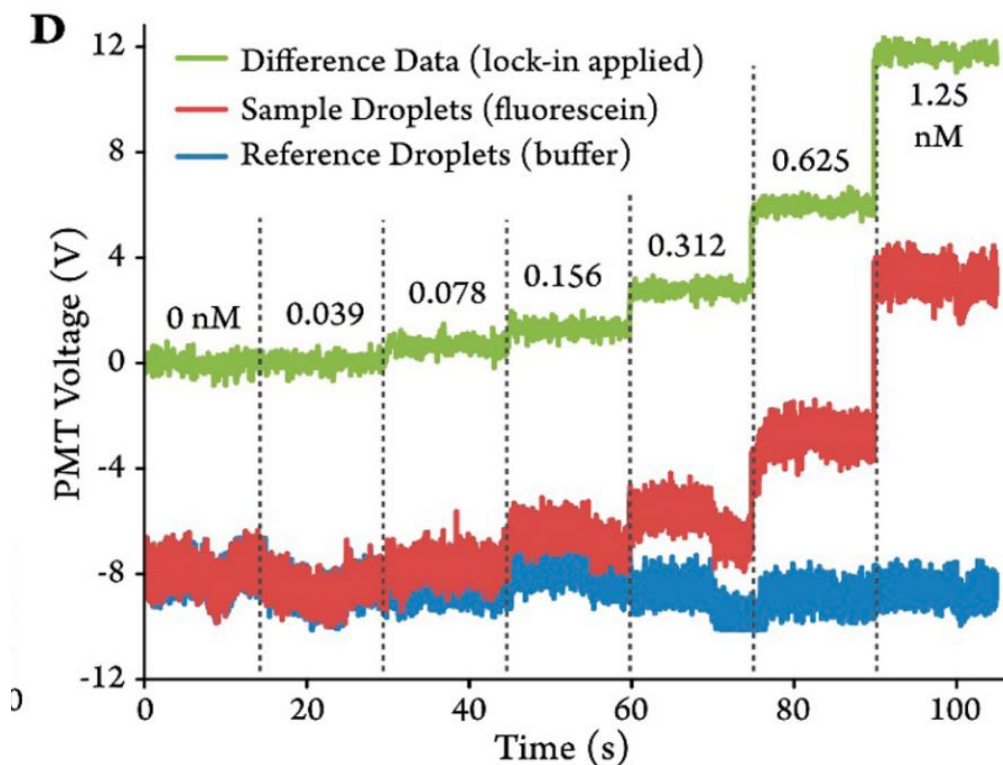 D
12
Difference Data (lock-in applied)
Sample Droplets (fluorescein)
Reference Droplets (buffer)
1.25
nM
8
0.625
4
0.312
0.156
0.078
0.039
0 nM
0
-4
-8
-12
PMT Voltage (V)
0
0 20 40 60 80 100
Time (s)